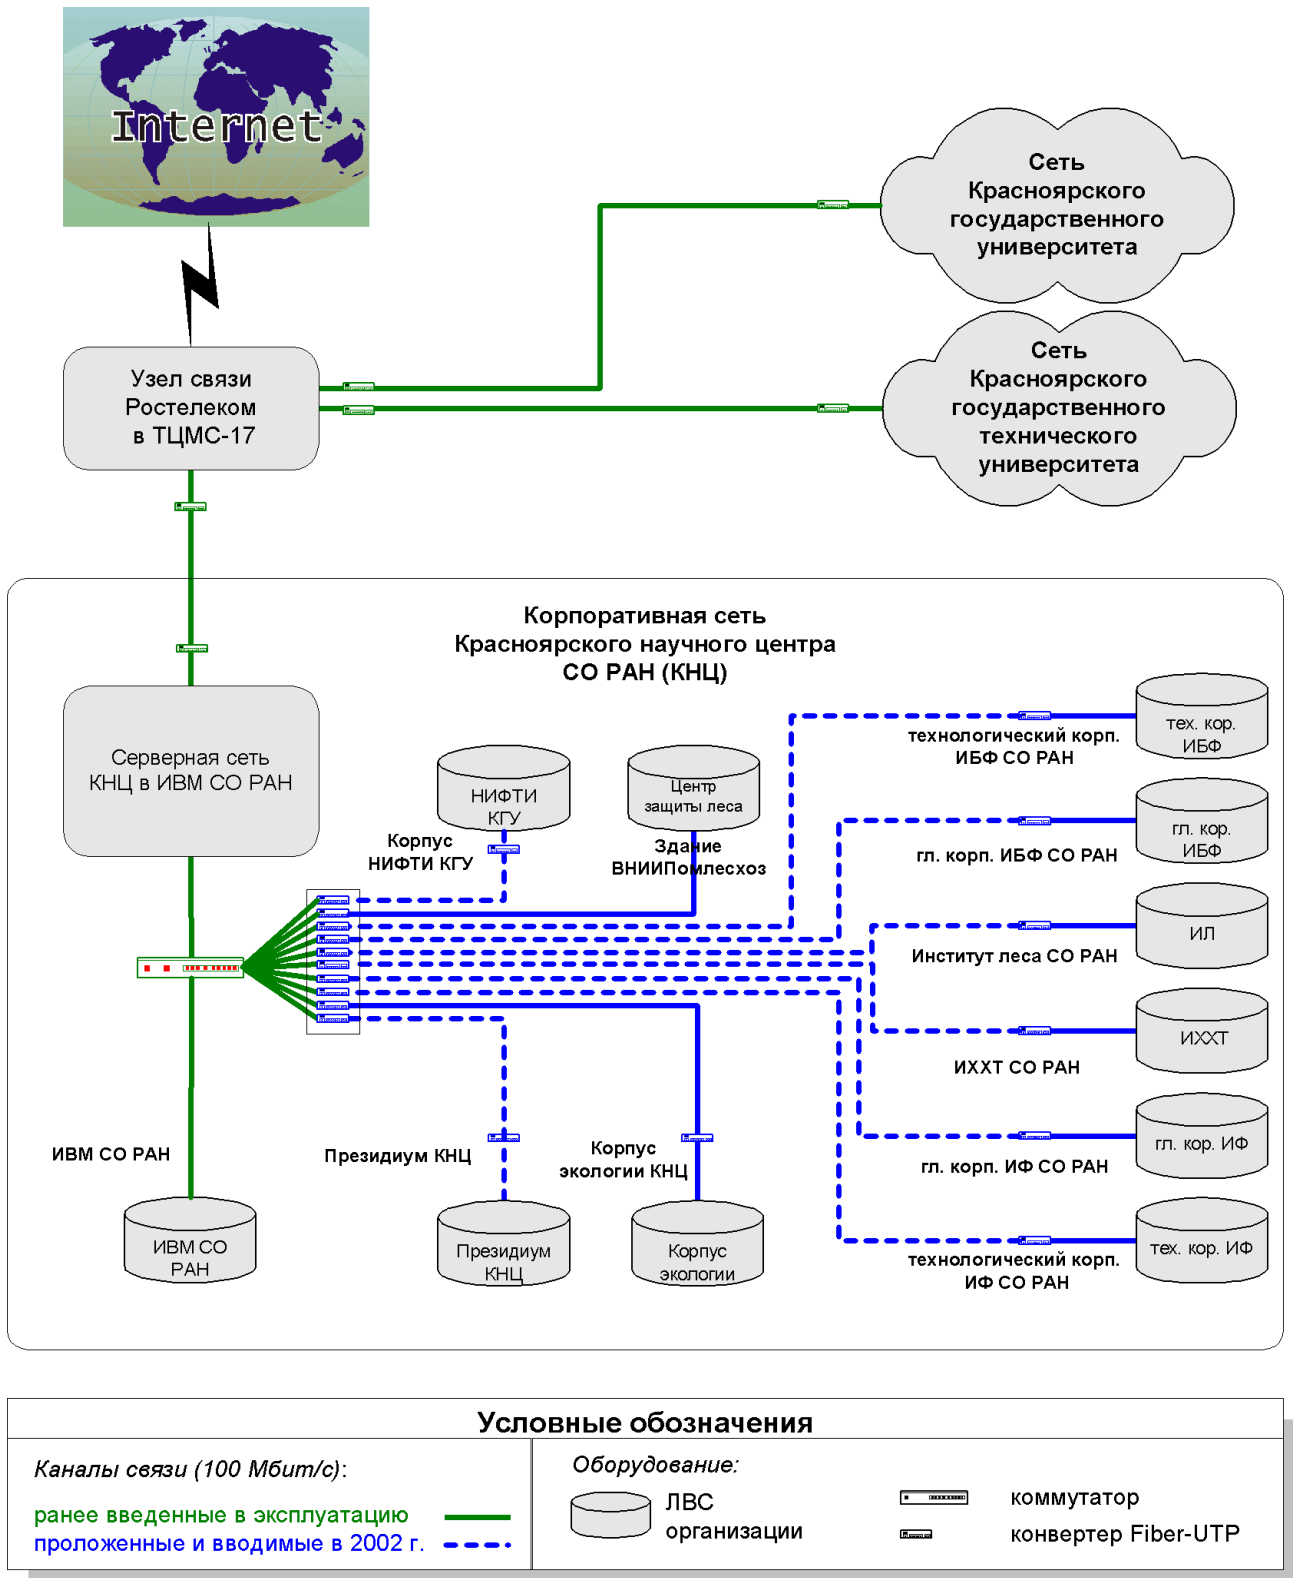 Internet
Сеть
Красноярского
государственного
университета
Сеть
Красноярского
государственного
технического
университета
Узел связи
Ростелеком
в ТЦМС-17
Корпоративная сеть
Красноярского научного центра
СО РАН (КНЦ)
Серверная сеть
КНЦ в ИВМ СО РАН
НИФТИ
КГУ
Центр
защиты леса
Корпус
НИФТИ КГУ
Здание
ВНИИПомлесхоз
тех. кор.
ИБФ
технологический корп.
ИБФ СО РАН
гл. кор.
ИБФ
гл. корп. ИБФ СО РАН
ИЛ
Институт леса СО РАН
ИХХТ
ИХХТ СО РАН
гл. кор. ИФ
гл. корп. ИФ СО РАН
тех. кор. ИФ
технологический корп.
ИФ СО РАН
ИВМ СО РАН
Президиум КНЦ
Корпус
экологии КНЦ
ИВМ СО
РАН
Президиум
КНЦ
Корпус
экологии
Условные обозначения
Каналы связи (100 Мбит/с):
ранее введенные в эксплуатацию
проложенные и вводимые в 2002 г.
Оборудование:
ЛВС
организации
коммутатор
конвертер Fiber-UTP